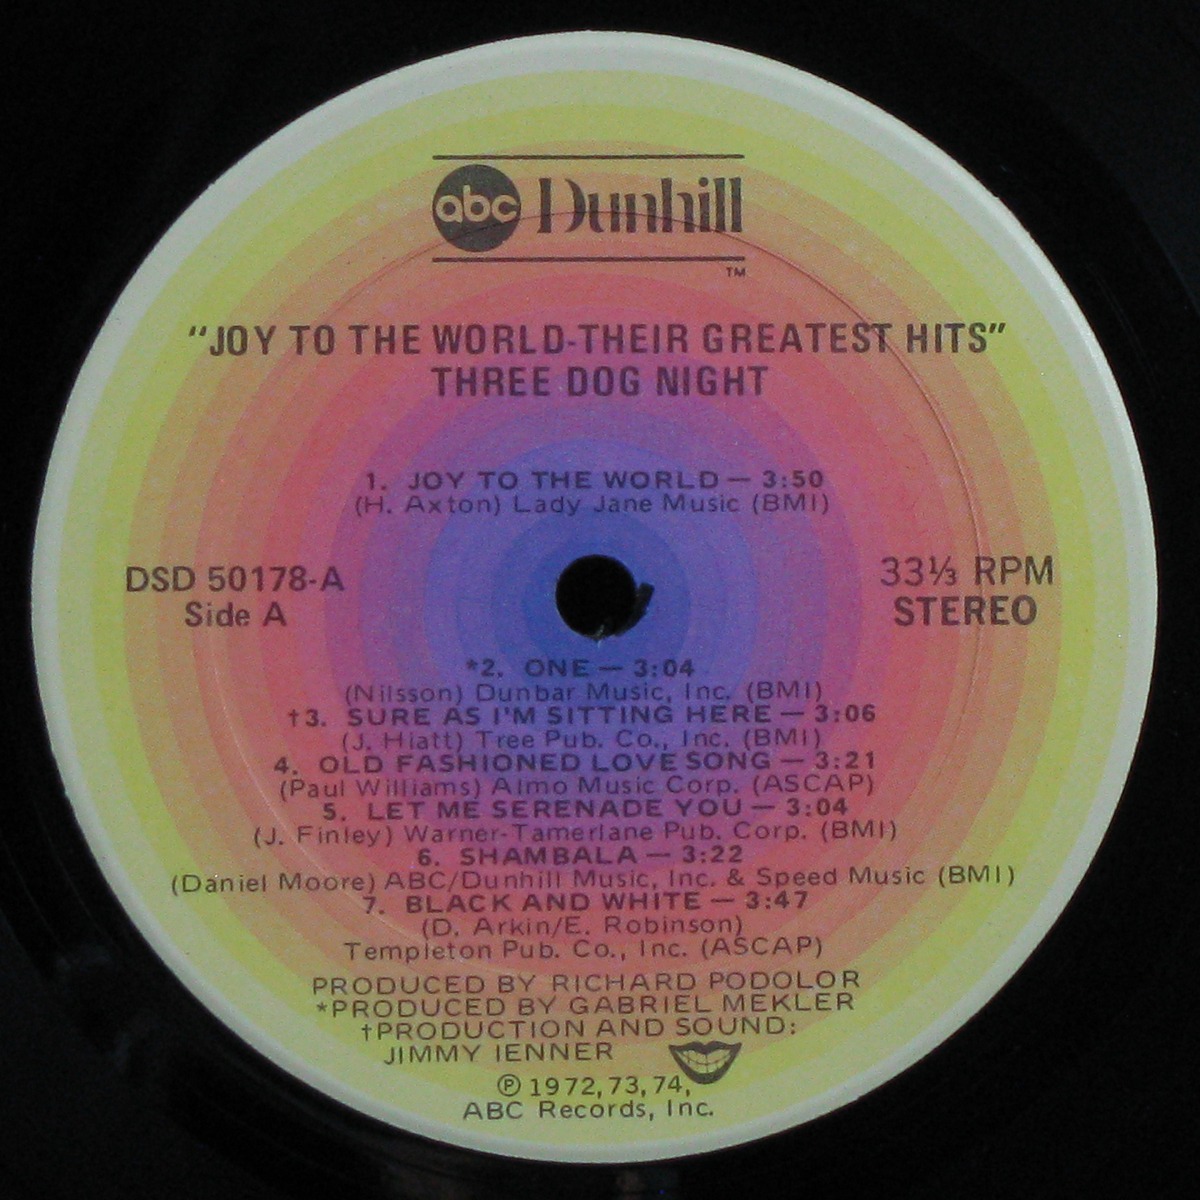 abc Dunhill
TM
"JOY TO THE WORLD-THEIR GREATEST HITS"
THREE DOG NIGHT
1. JOY TO THE WORLD — 3:50
(H. Axton) Lady Jane Music (BMI)
DSD 50178-A
Side A
33⅓ RPM
STEREO
*2. ONE — 3:04
(Nilsson) Dunbar Music, Inc. (BMI)
†3. SURE AS I'M SITTING HERE — 3:06
(J. Hiatt) Tree Pub. Co., Inc. (BMI)
4. OLD FASHIONED LOVE SONG — 3:21
(Paul Williams) Almo Music Corp. (ASCAP)
5. LET ME SERENADE YOU — 3:04
(J. Finley) Warner-Tamerlane Pub. Corp. (BMI)
6. SHAMBALA — 3:22
(Daniel Moore) ABC/Dunhill Music, Inc. & Speed Music (BMI)
7. BLACK AND WHITE — 3:47
(D. Arkin/E. Robinson)
Templeton Pub. Co., Inc. (ASCAP)
PRODUCED BY RICHARD PODOLOR
*PRODUCED BY GABRIEL MEKLER
†PRODUCTION AND SOUND:
JIMMY IENNER
℗ 1972, 73, 74,
ABC Records, Inc.